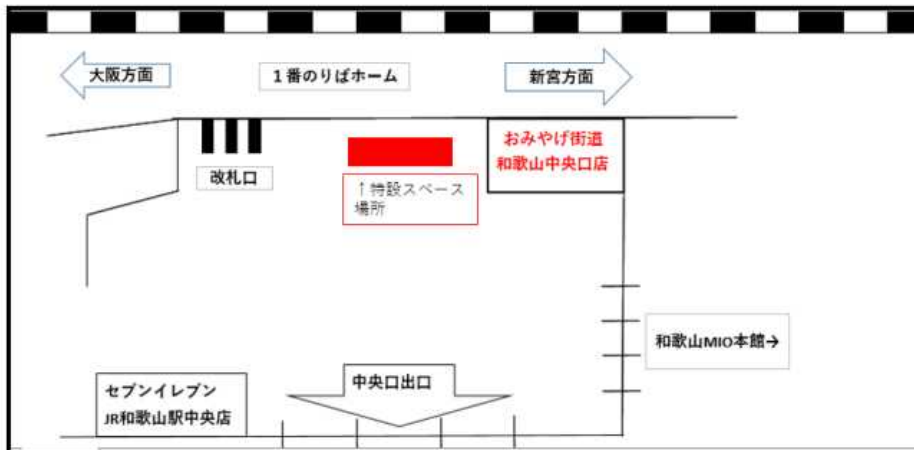 大阪方面
１番のりばホーム
新宮方面
おみやげ街道
和歌山中央口店
改札口
↑特設スペース
場所
和歌山MIO本館→
セブンイレブン
JR和歌山駅中央店
中央口出口